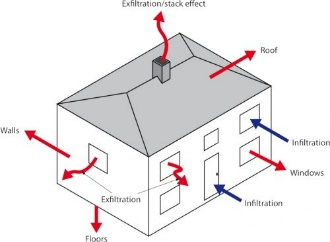 Exfiltration/stack effect
Roof
Walls
Infiltration
Windows
Exfiltration
Infiltration
Floors